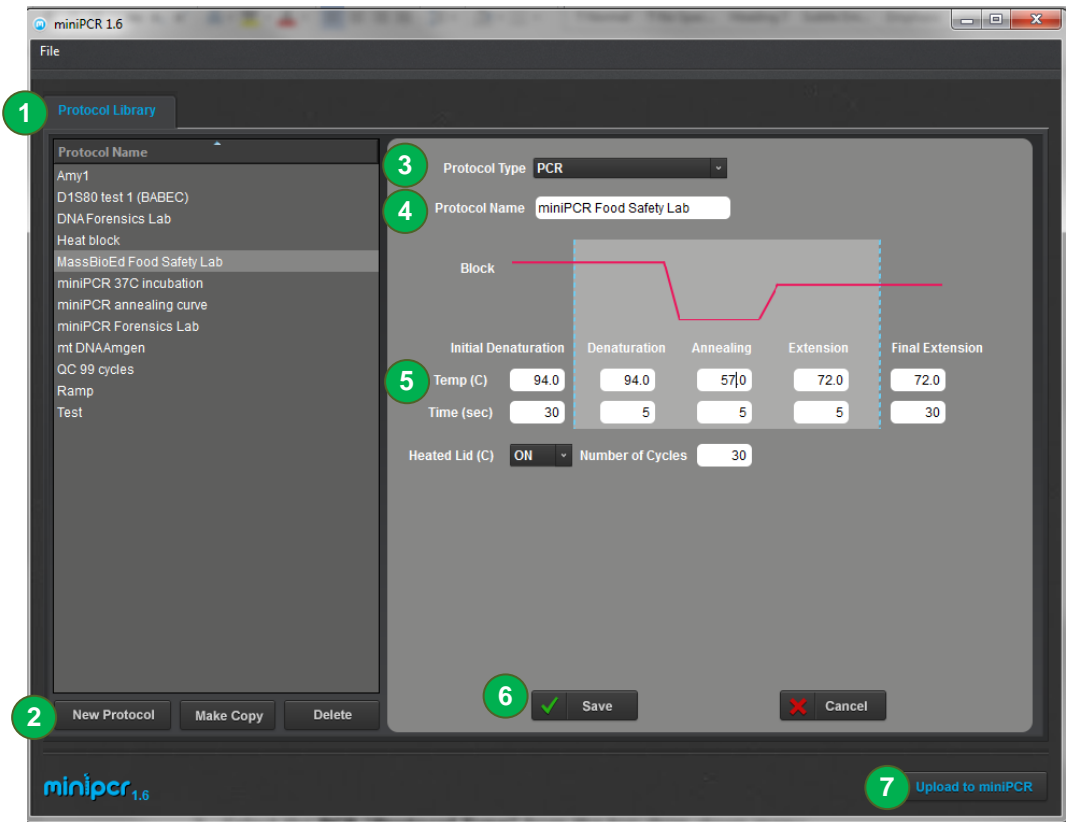 miniPCR 1.6
File
1
Protocol Library
Protocol Name
Amy1
D1S80 test 1 (BABEC)
DNA Forensics Lab
Heat block
MassBioEd Food Safety Lab
miniPCR 37C incubation
miniPCR annealing curve
miniPCR Forensics Lab
mt DNAAmgen
QC 99 cycles
Ramp
Test
2 New Protocol Make Copy Delete
3 Protocol Type PCR
4 Protocol Name miniPCR Food Safety Lab
Block
Initial Denaturation Denaturation Annealing Extension Final Extension
5 Temp (C) 94.0 94.0 57.0 72.0 72.0
Time (sec) 30 5 5 5 30
Heated Lid (C) ON Number of Cycles 30
6 Save Cancel
minipcr 1.6
7 Upload to miniPCR